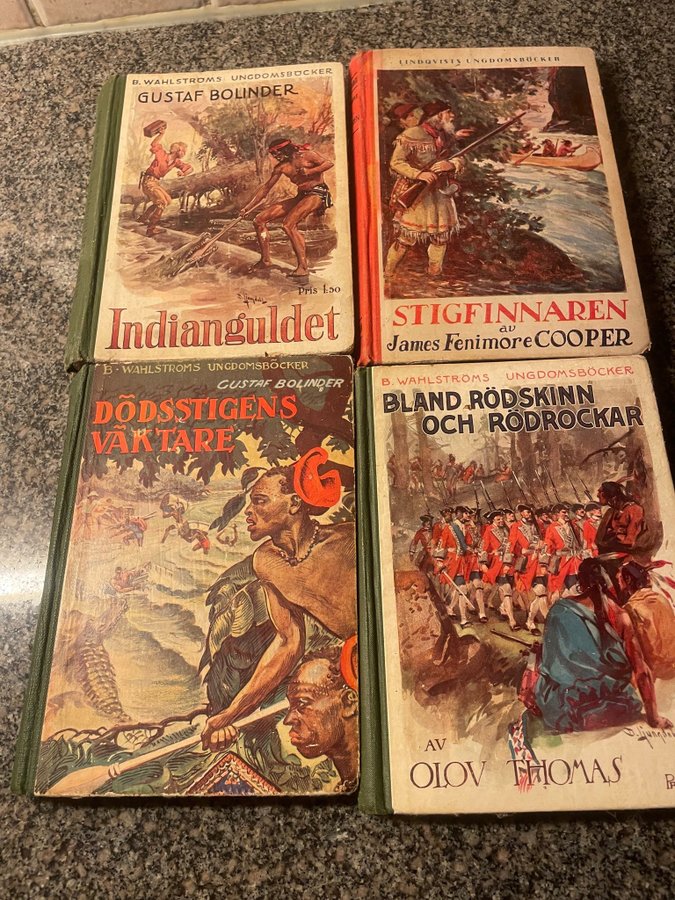 B. WAHLSTRÖMS UNGDOMSBÖCKER
GUSTAF BOLINDER
Pris 1:50
Indianguldet
LINDQVISTS UNGDOMSBÖCKER
STIGFINNAREN
av
James Fenimore COOPER
B. WAHLSTRÖMS UNGDOMSBÖCKER
GUSTAF BOLINDER
DÖDSSTIGENS
VÄKTARE
B. WAHLSTRÖMS UNGDOMSBÖCKER
BLAND RÖDSKINN
OCH RÖDROCKAR
AV
OLOV THOMAS